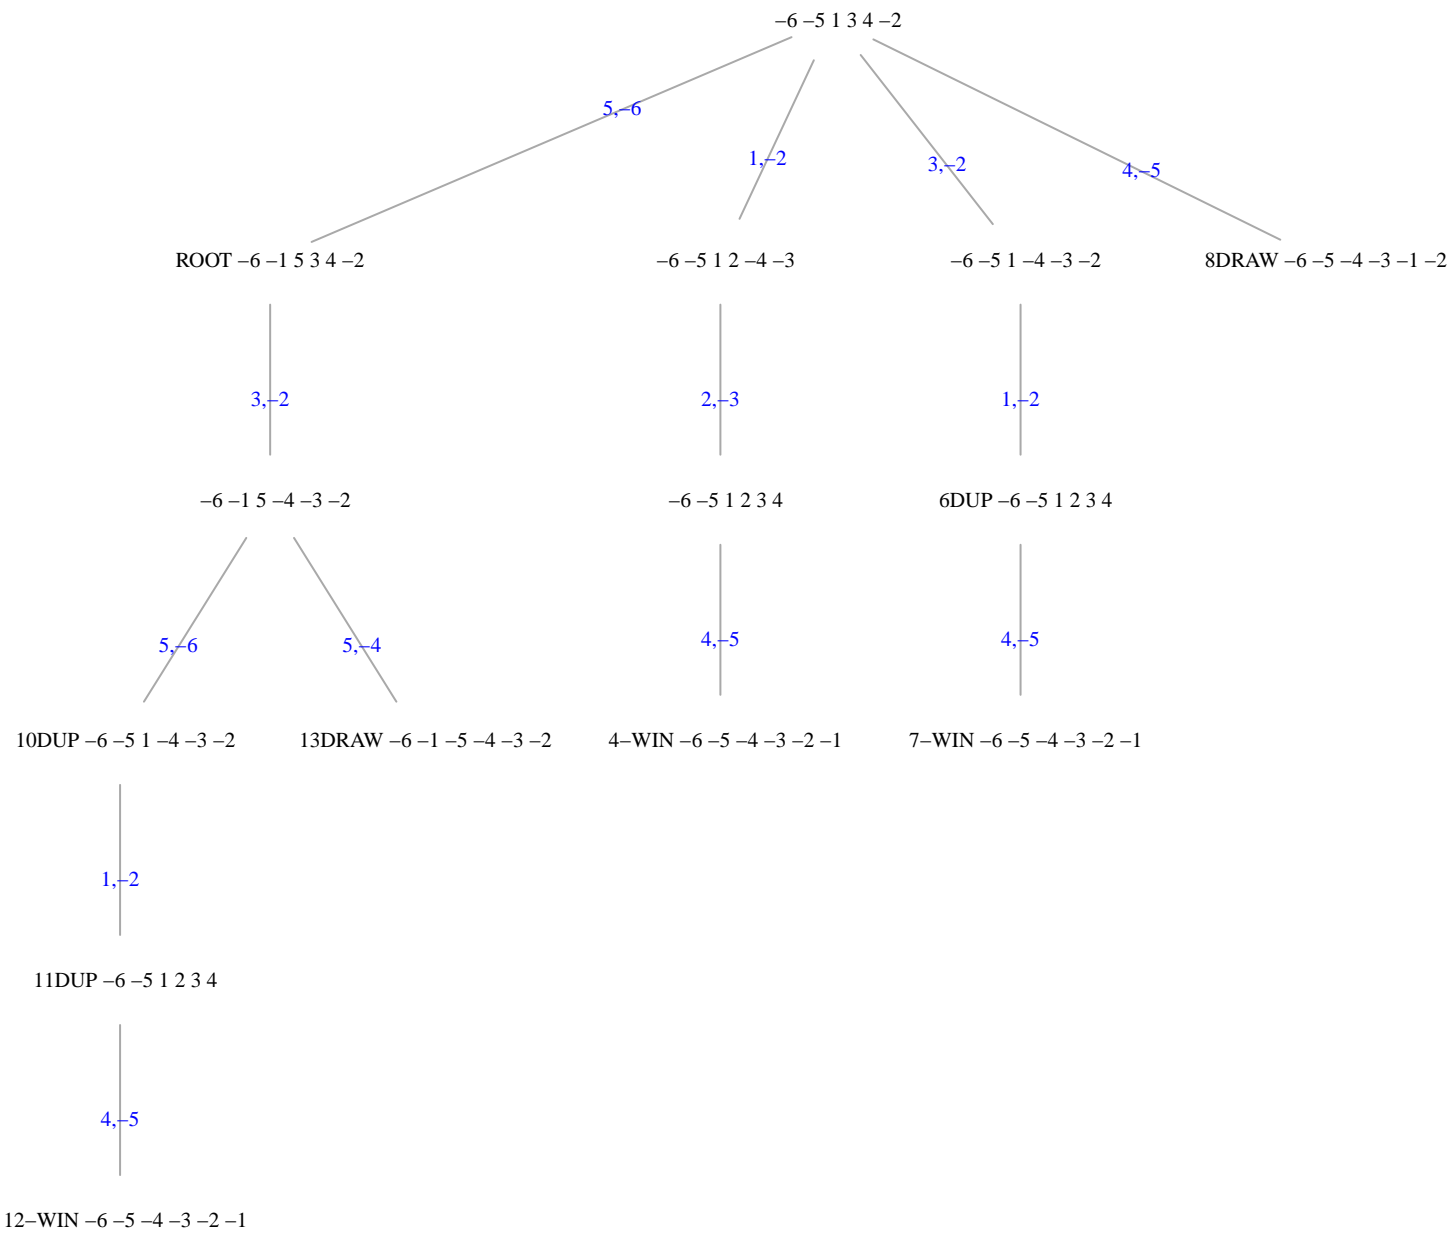 −6 −5 1 3 4 −2
5,−6
1,−2
3,−2
4,−5
ROOT −6 −1 5 3 4 −2
−6 −5 1 2 −4 −3
−6 −5 1 −4 −3 −2
8DRAW −6 −5 −4 −3 −1 −2
3,−2
2,−3
1,−2
−6 −1 5 −4 −3 −2
−6 −5 1 2 3 4
6DUP −6 −5 1 2 3 4
5,−6
5,−4
4,−5
4,−5
10DUP −6 −5 1 −4 −3 −2
13DRAW −6 −1 −5 −4 −3 −2
4−WIN −6 −5 −4 −3 −2 −1
7−WIN −6 −5 −4 −3 −2 −1
1,−2
11DUP −6 −5 1 2 3 4
4,−5
12−WIN −6 −5 −4 −3 −2 −1